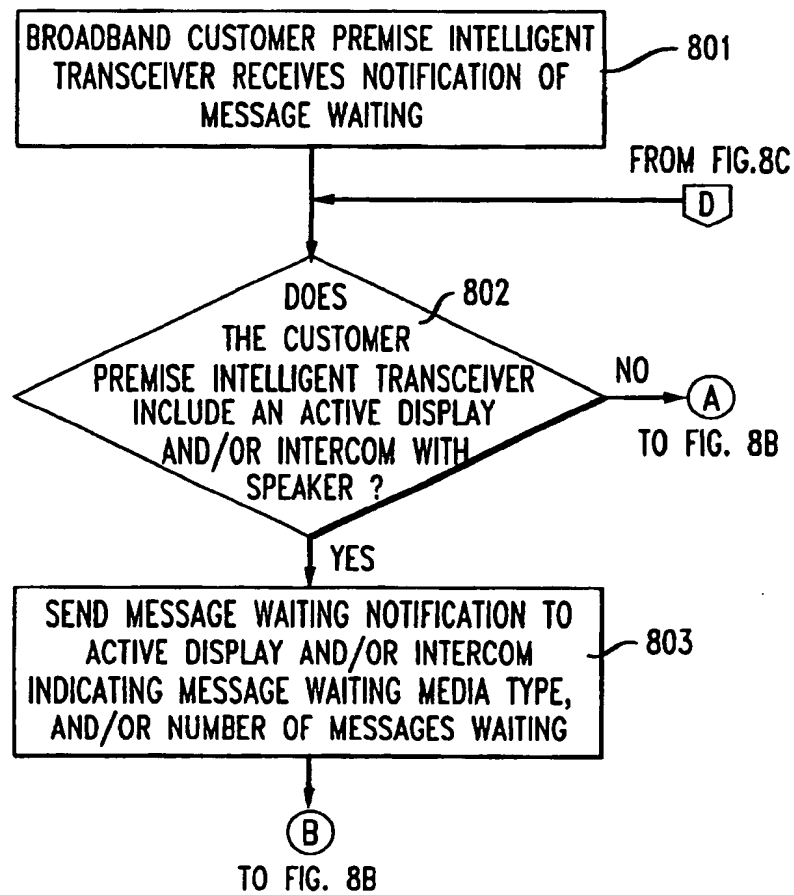 BROADBAND CUSTOMER PREMISE INTELLIGENT
TRANSCEIVER RECEIVES NOTIFICATION OF
MESSAGE WAITING
801
FROM FIG.8C
D
DOES
802
THE CUSTOMER
PREMISE INTELLIGENT TRANSCEIVER
INCLUDE AN ACTIVE DISPLAY
AND/OR INTERCOM WITH
SPEAKER ?
NO
A
TO FIG. 8B
YES
SEND MESSAGE WAITING NOTIFICATION TO
ACTIVE DISPLAY AND/OR INTERCOM
INDICATING MESSAGE WAITING MEDIA TYPE,
AND/OR NUMBER OF MESSAGES WAITING
803
B
TO FIG. 8B